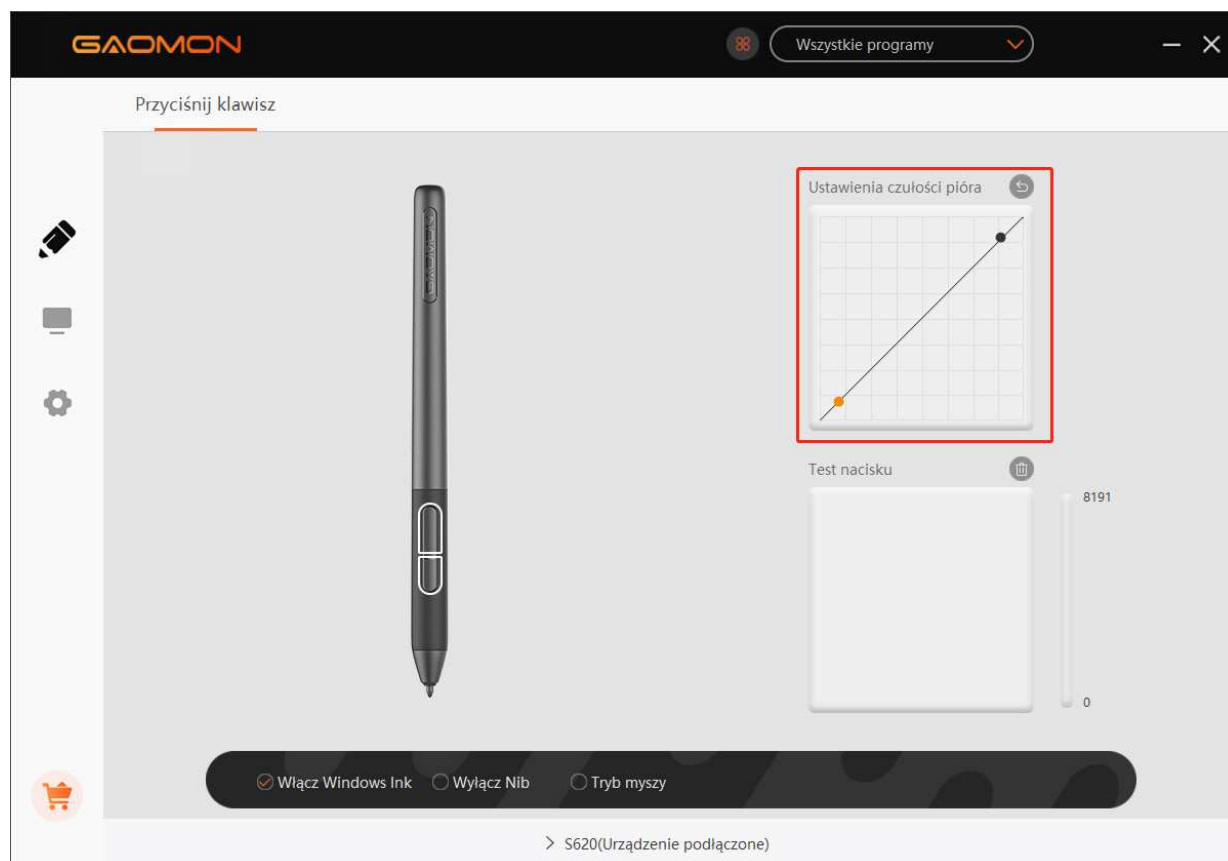 GAOMON
Wszystkie programy
Przyciśnij klawisz
GAOMON
Ustawienia czułości pióra
Test nacisku
8191
0
Włącz Windows Ink
Wyłącz Nib
Tryb myszy
S620(Urządzenie podłączone)